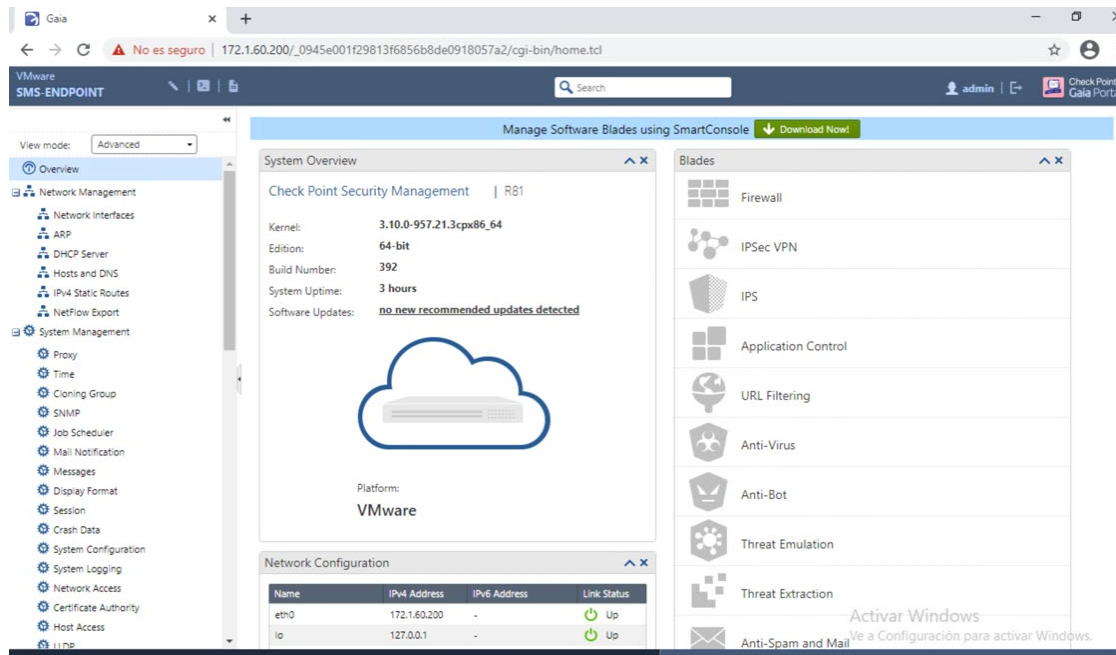 Gaia
No es seguro | 172.1.60.200/_0945e001f29813f6856b8de0918057a2/cgi-bin/home.tcl
VMware
SMS-ENDPOINT
Search
admin
Check Point
Gaia Porta
Manage Software Blades using SmartConsole
Download Now!
View mode:
Advanced
Overview
Network Management
Network Interfaces
ARP
DHCP Server
Hosts and DNS
IPv4 Static Routes
NetFlow Export
System Management
Proxy
Time
Cloning Group
SNMP
Job Scheduler
Mail Notification
Messages
Display Format
Session
Crash Data
System Configuration
System Logging
Network Access
Certificate Authority
Host Access
LLDP
System Overview
Check Point Security Management | R81
Kernel: 3.10.0-957.21.3cpx86_64
Edition: 64-bit
Build Number: 392
System Uptime: 3 hours
Software Updates: no new recommended updates detected
Platform:
VMware
Network Configuration
Name IPv4 Address IPv6 Address Link Status
eth0 172.1.60.200 - Up
lo 127.0.0.1 - Up
Blades
Firewall
IPSec VPN
IPS
Application Control
URL Filtering
Anti-Virus
Anti-Bot
Threat Emulation
Threat Extraction
Anti-Spam and Mail
Activar Windows
Ve a Configuración para activar Windows.